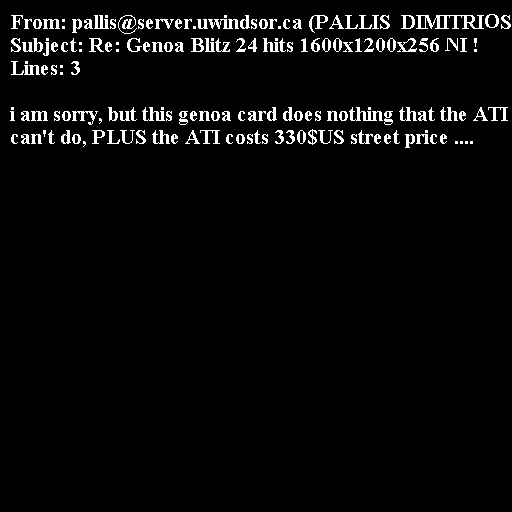 From: pallis@server.uwindsor.ca (PALLIS  DIMITRIOS
Subject: Re: Genoa Blitz 24 hits 1600x1200x256 NI !
Lines: 3

i am sorry, but this genoa card does nothing that the ATI
can't do, PLUS the ATI costs 330$US street price ....